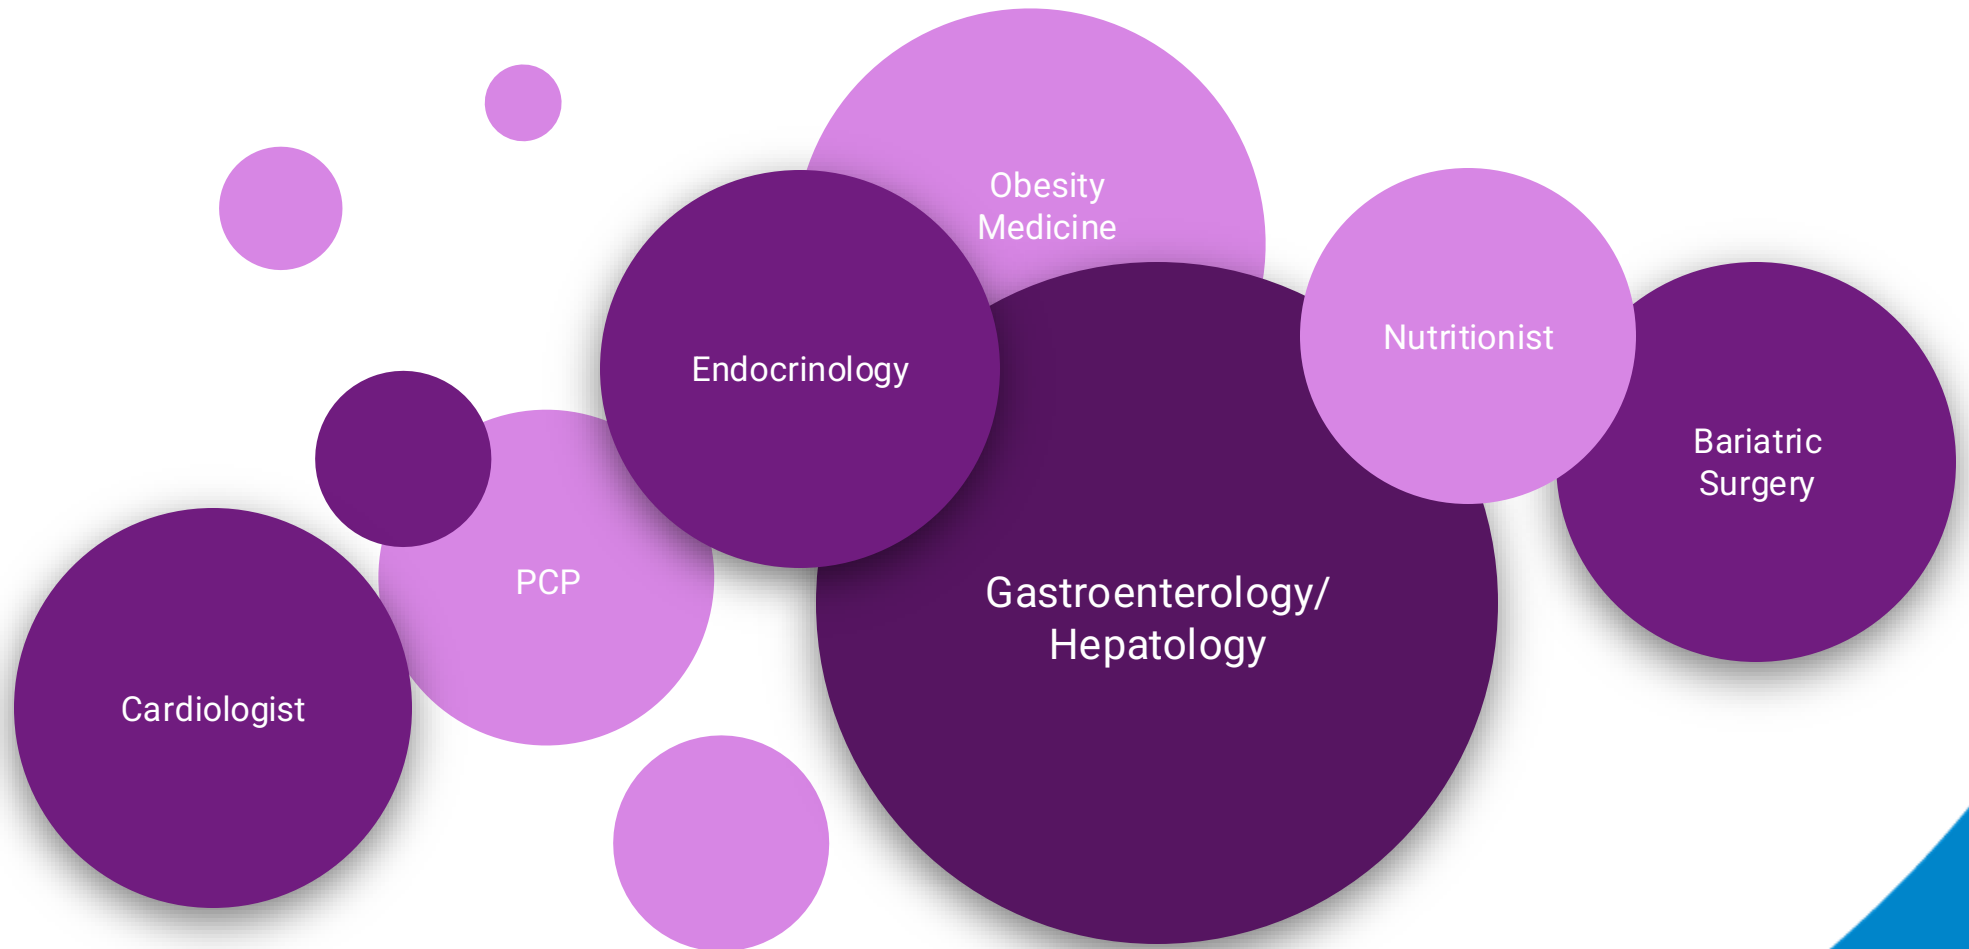 Obesity
Medicine
Nutritionist
Endocrinology
Bariatric
Surgery
PCP
Gastroenterology/
Hepatology
Cardiologist